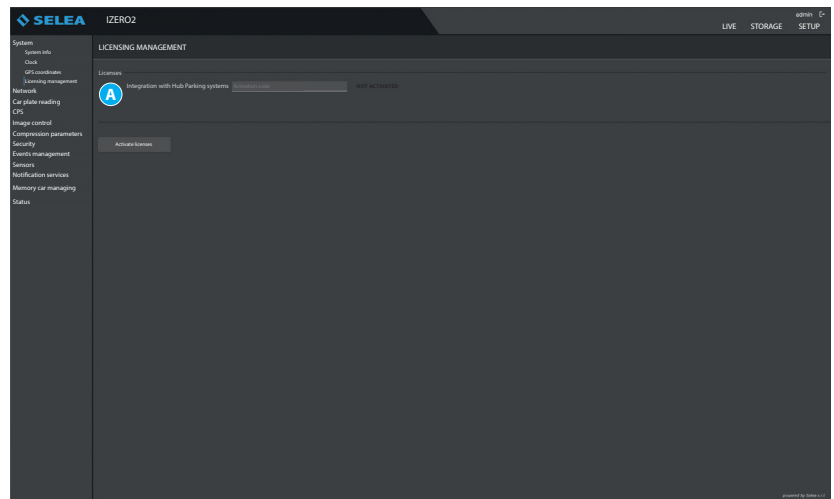 SELEA
IZERO2
admin
LIVE STORAGE SETUP
System
System info
Clock
GPS coordinates
Licensing management
Network
Car plate reading
CPS
Image control
Compression parameters
Security
Events management
Sensors
Notification services
Memory car managing
Status
LICENSING MANAGEMENT
Licenses
A
Integration with Hub Parking systems Activation code NOT ACTIVATED
Activate licenses
powered by Selea s.r.l